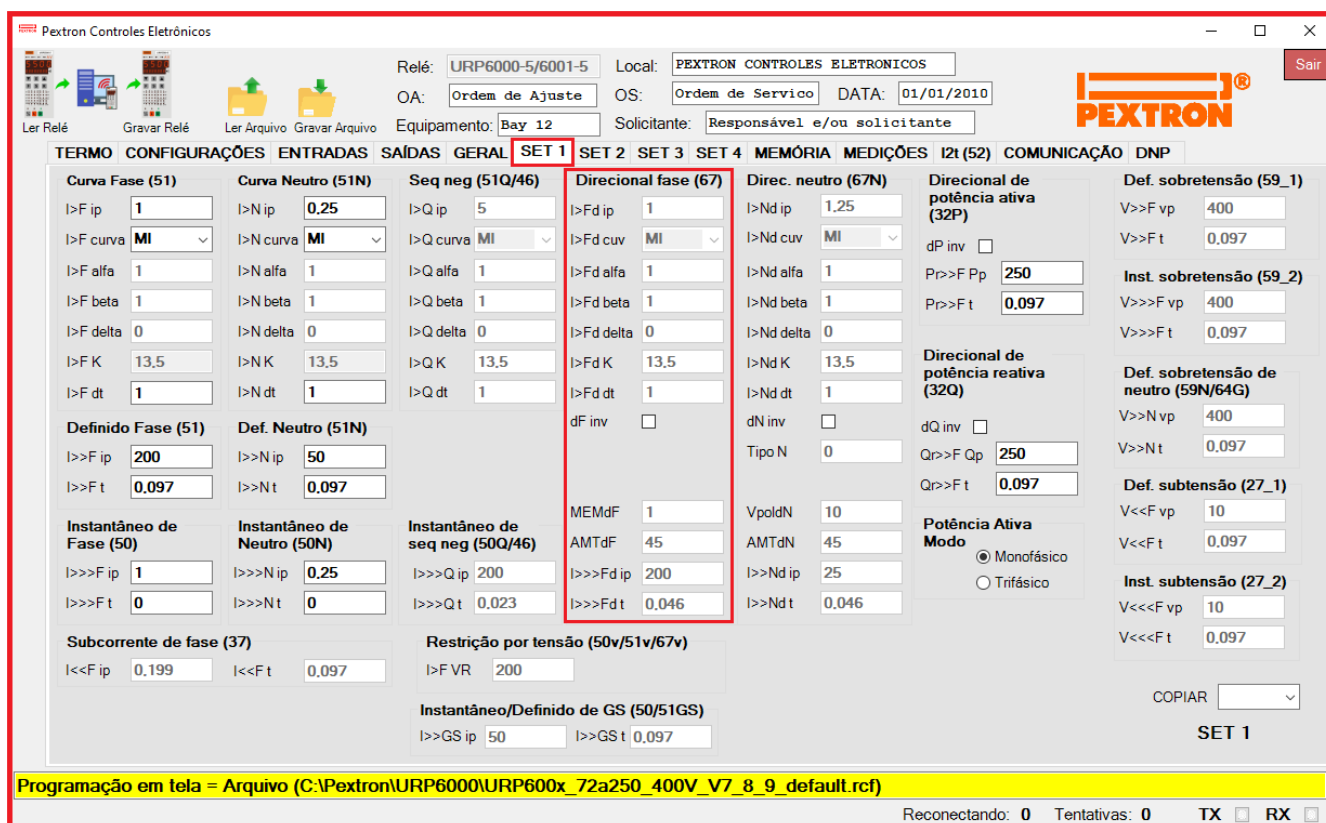 Pextron Controles Eletrônicos
Sair
Relé: URP6000-5/6001-5 Local: PEXTRON CONTROLES ELETRONICOS
OA: Ordem de Ajuste OS: Ordem de Servico DATA: 01/01/2010
Equipamento: Bay 12 Solicitante: Responsável e/ou solicitante
PEXTRON®
Ler Relé Gravar Relé Ler Arquivo Gravar Arquivo
TERMO CONFIGURAÇÕES ENTRADAS SAÍDAS GERAL SET 1 SET 2 SET 3 SET 4 MEMÓRIA MEDIÇÕES I2t (52) COMUNICAÇÃO DNP
Curva Fase (51)
I>F ip 1
I>F curva MI
I>F alfa 1
I>F beta 1
I>F delta 0
I>F K 13,5
I>F dt 1
Definido Fase (51)
I>>F ip 200
I>>F t 0,097
Instantâneo de
Fase (50)
I>>>F ip 1
I>>>F t 0
Curva Neutro (51N)
I>N ip 0,25
I>N curva MI
I>N alfa 1
I>N beta 1
I>N delta 0
I>N K 13,5
I>N dt 1
Def. Neutro (51N)
I>>N ip 50
I>>N t 0,097
Instantâneo de
Neutro (50N)
I>>>N ip 0,25
I>>>N t 0
Subcorrente de fase (37)
I<<F ip 0,199 I<<F t 0,097
Seq neg (51Q/46)
I>Q ip 5
I>Q curva MI
I>Q alfa 1
I>Q beta 1
I>Q delta 0
I>Q K 13,5
I>Q dt 1
Instantâneo de
seq neg (50Q/46)
I>>>Q ip 200
I>>>Q t 0,023
Direcional fase (67)
I>Fd ip 1
I>Fd cuv MI
I>Fd alfa 1
I>Fd beta 1
I>Fd delta 0
I>Fd K 13,5
I>Fd dt 1
dF inv
MEMdF 1
AMTdF 45
I>>>Fd ip 200
I>>>Fd t 0,046
Restrição por tensão (50v/51v/67v)
I>F VR 200
Instantâneo/Definido de GS (50/51GS)
I>>GS ip 50 I>>GS t 0,097
Direc. neutro (67N)
I>Nd ip 1,25
I>Nd cuv MI
I>Nd alfa 1
I>Nd beta 1
I>Nd delta 0
I>Nd K 13,5
I>Nd dt 1
dN inv
Tipo N 0
VpoldN 10
AMTdN 45
I>>Nd ip 25
I>>Nd t 0,046
Direcional de
potência ativa
(32P)
dP inv
Pr>>F Pp 250
Pr>>F t 0,097
Direcional de
potência reativa
(32Q)
dQ inv
Qr>>F Qp 250
Qr>>F t 0,097
Potência Ativa
Modo
Monofásico
Trifásico
Def. sobretensão (59_1)
V>>F vp 400
V>>F t 0,097
Inst. sobretensão (59_2)
V>>>F vp 400
V>>>F t 0,097
Def. sobretensão de
neutro (59N/64G)
V>>N vp 400
V>>N t 0,097
Def. subtensão (27_1)
V<<F vp 10
V<<F t 0,097
Inst. subtensão (27_2)
V<<<F vp 10
V<<<F t 0,097
COPIAR
SET 1
Programação em tela = Arquivo (C:\Pextron\URP6000\URP600x_72a250_400V_V7_8_9_default.rcf)
Reconectando: 0 Tentativas: 0 TX RX